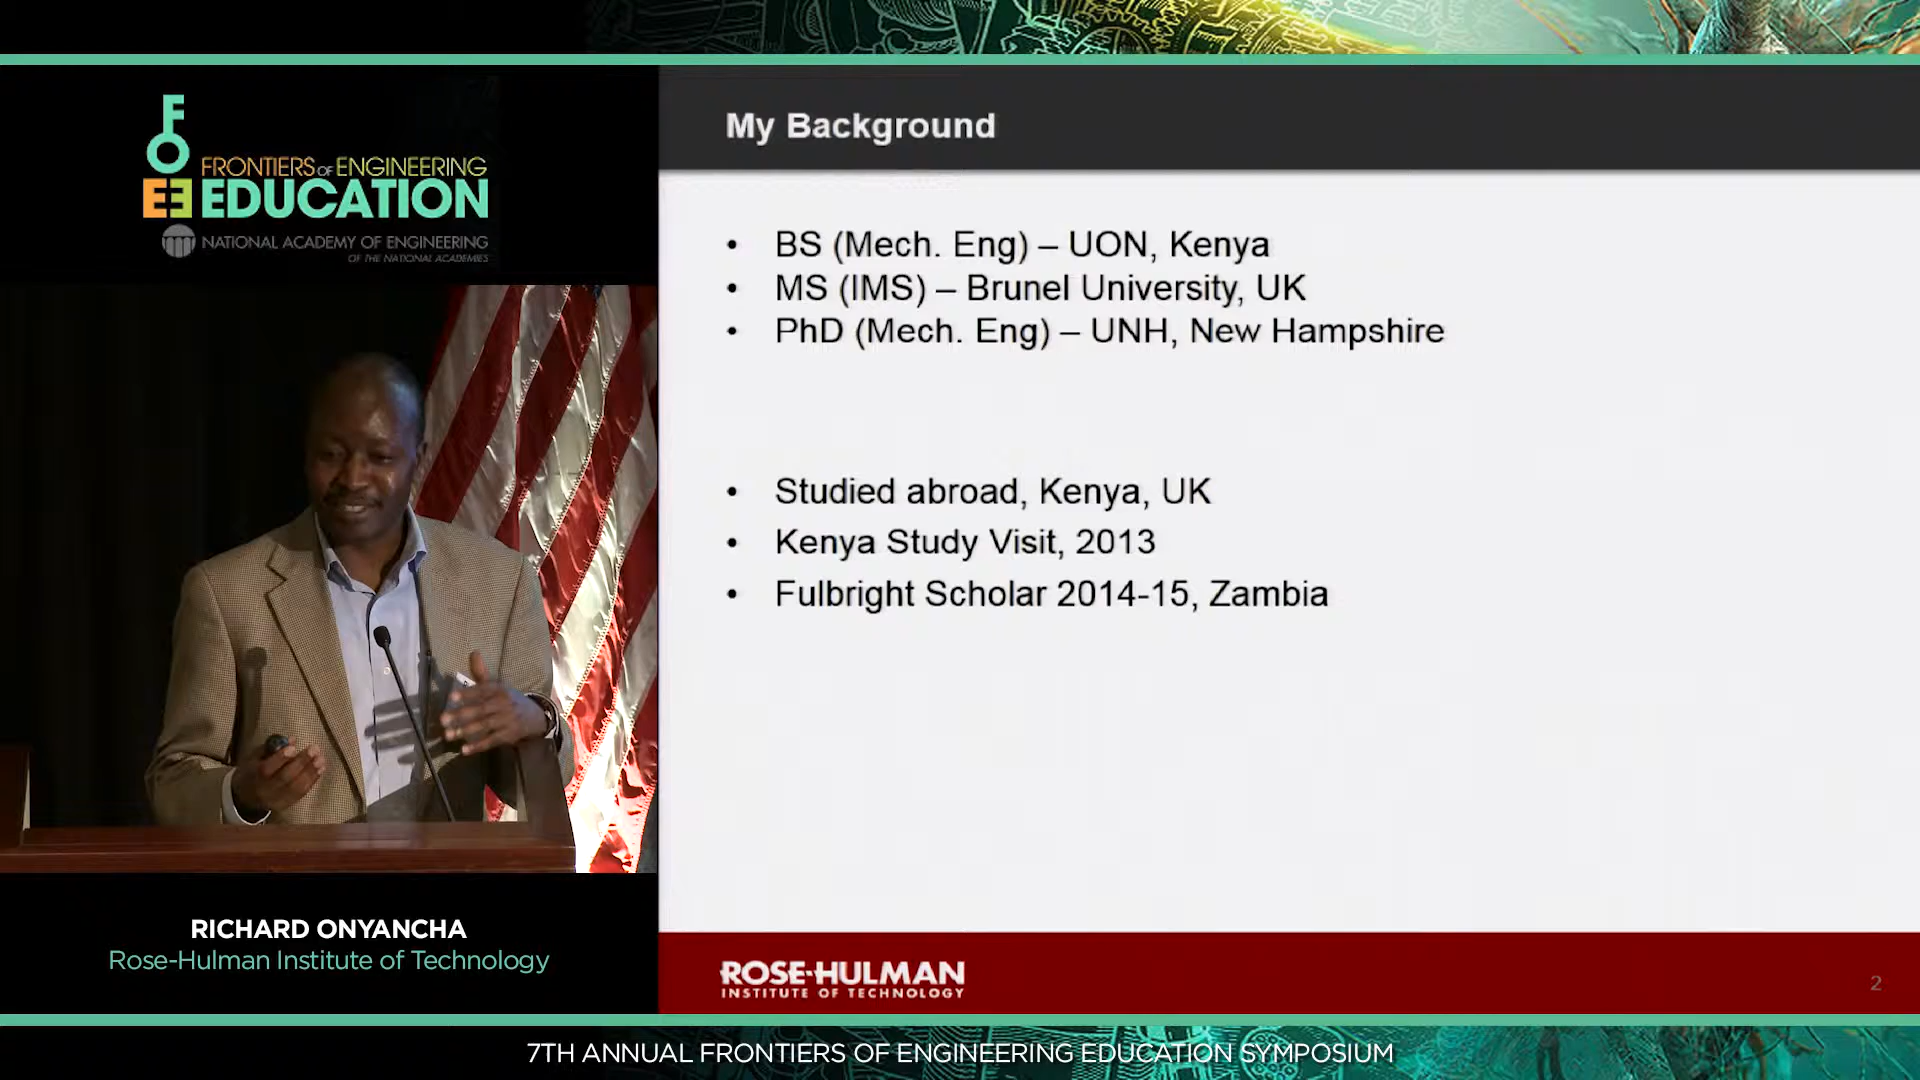 FOEE
FRONTIERS OF ENGINEERING
EDUCATION
NATIONAL ACADEMY OF ENGINEERING
OF THE NATIONAL ACADEMIES
RICHARD ONYANCHA
Rose-Hulman Institute of Technology
My Background
• BS (Mech. Eng) – UON, Kenya
• MS (IMS) – Brunel University, UK
• PhD (Mech. Eng) – UNH, New Hampshire
• Studied abroad, Kenya, UK
• Kenya Study Visit, 2013
• Fulbright Scholar 2014-15, Zambia
ROSE-HULMAN
INSTITUTE OF TECHNOLOGY
2
7TH ANNUAL FRONTIERS OF ENGINEERING EDUCATION SYMPOSIUM